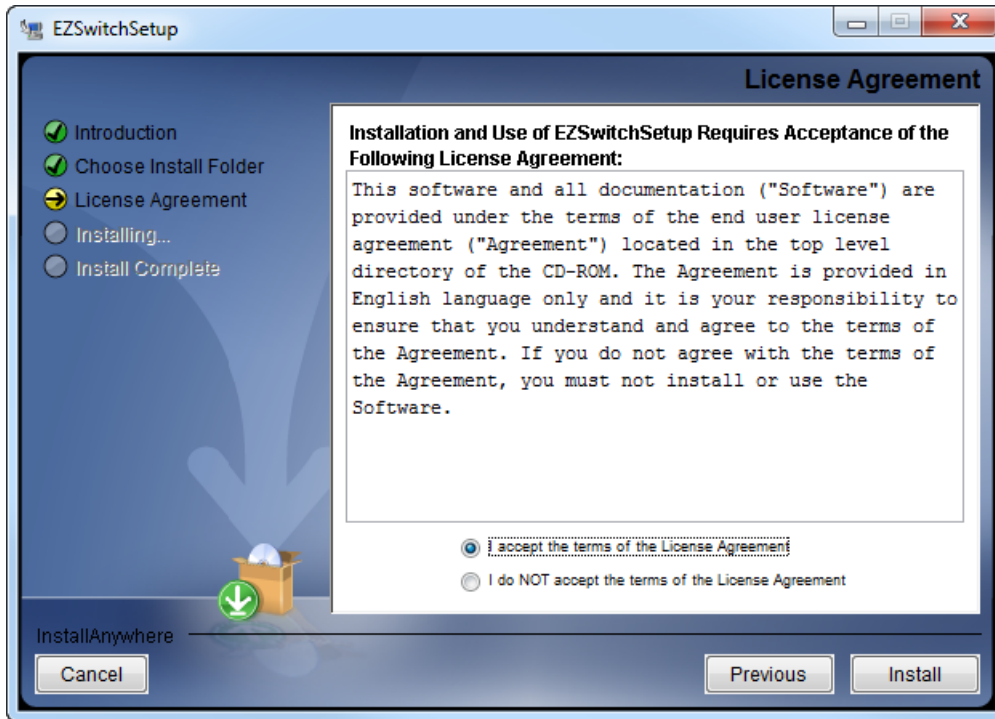 EZSwitchSetup
License Agreement
Introduction
Choose Install Folder
License Agreement
Installing...
Install Complete
Installation and Use of EZSwitchSetup Requires Acceptance of the
Following License Agreement:
This software and all documentation ("Software") are
provided under the terms of the end user license
agreement ("Agreement") located in the top level
directory of the CD-ROM. The Agreement is provided in
English language only and it is your responsibility to
ensure that you understand and agree to the terms of
the Agreement. If you do not agree with the terms of
the Agreement, you must not install or use the
Software.
I accept the terms of the License Agreement
I do NOT accept the terms of the License Agreement
InstallAnywhere
Cancel
Previous
Install